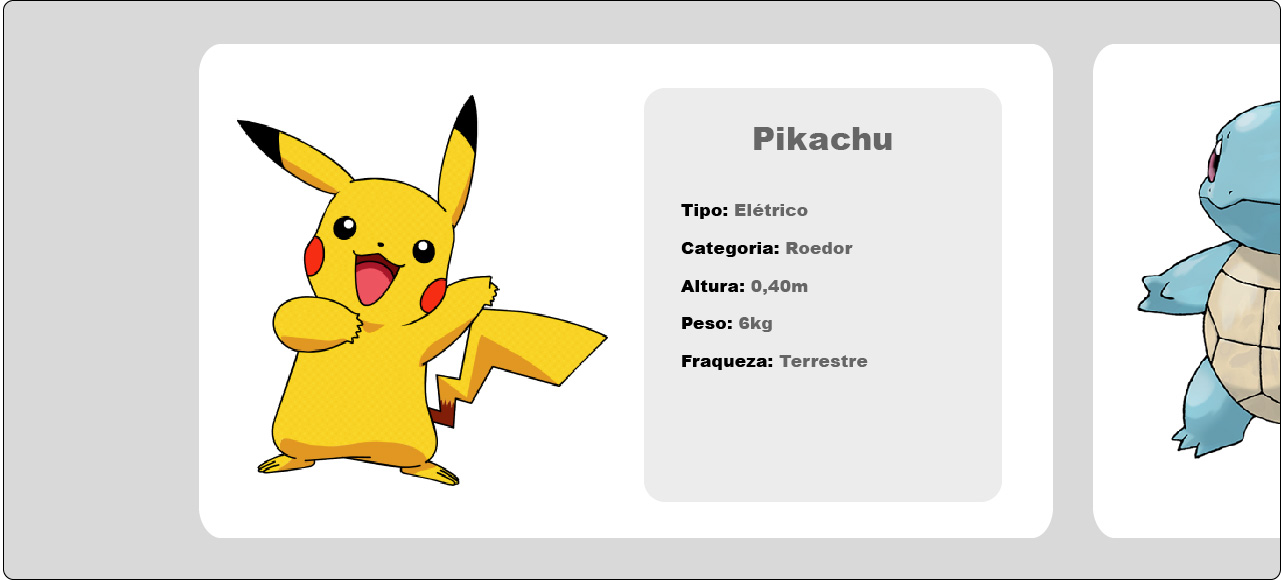 Pikachu
Tipo: Elétrico
Categoria: Roedor
Altura: 0,40m
Peso: 6kg
Fraqueza: Terrestre